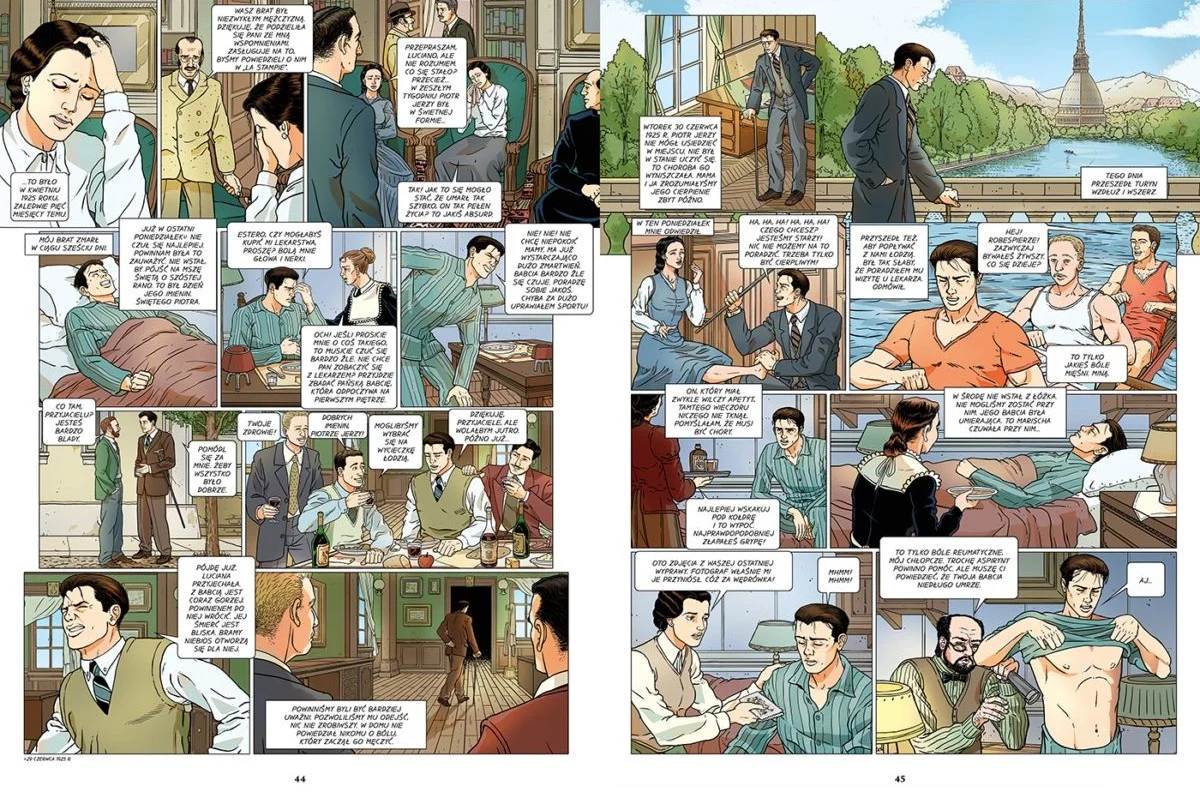 ...TO BYŁO
W KWIETNIU
1925 ROKU,
ZALEDWIE PIĘĆ
MIESIĘCY TEMU.
WASZ BRAT BYŁ
NIEZWYKŁYM MĘŻCZYZNĄ.
DZIĘKUJĘ, ŻE PODZIELIŁA
SIĘ PANI ZE MNĄ
WSPOMNIENIAMI.
ZASŁUGUJE NA TO,
BYŚMY POWIEDZIELI O NIM
W „LA STAMPIE".
PRZEPRASZAM,
LUCIANO, ALE
NIE ROZUMIEM.
CO SIĘ STAŁO?
PRZECIEŻ...
W ZESZŁYM
TYGODNIU PIOTR
JERZY BYŁ
W ŚWIETNEJ
FORMIE...
TAK! JAK TO SIĘ MOGŁO
STAĆ, ŻE UMARŁ TAK
SZYBKO, ON TAK PEŁEN
ŻYCIA? TO JAKIŚ ABSURD.
MÓJ BRAT ZMARŁ
W CIĄGU SZEŚCIU DNI.
JUŻ W OSTATNI
PONIEDZIAŁEK* NIE
CZUŁ SIĘ NAJLEPIEJ.
POWINNAM BYŁA TO
ZAUWAŻYĆ. NIE WSTAŁ,
BY PÓJŚĆ NA MSZĘ
ŚWIĘTĄ O SZÓSTEJ
RANO. TO BYŁ DZIEŃ
JEGO IMIENIN.
ŚWIĘTEGO PIOTRA.
ESTERO, CZY MOGŁABYŚ
KUPIĆ MI LEKARSTWA,
PROSZĘ? BOLĄ MNIE
GŁOWA I NERKI.
OCH! JEŚLI PROSICIE
MNIE O COŚ TAKIEGO,
TO MUSICIE CZUĆ SIĘ
BARDZO ŹLE. NIE CHCE
PAN ZOBACZYĆ SIĘ
Z LEKARZEM? PRZYJDZIE
ZBADAĆ PAŃSKĄ BABCIĘ,
KTÓRA ODPOCZYWA NA
PIERWSZYM PIĘTRZE.
NIE! NIE! NIE
CHCĘ NIEPOKOIĆ
MAMY. MA JUŻ
WYSTARCZAJĄCO
DUŻO ZMARTWIEŃ.
BABCIA BARDZO ŹLE
SIĘ CZUJE. PORADZĘ
SOBIE JAKOŚ.
CHYBA ZA DUŻO
UPRAWIAŁEM SPORTU!
CO TAM,
PRZYJACIELU?
JESTEŚ
BARDZO
BLADY.
POMÓDL
SIĘ ZA
MNIE, ŻEBY
WSZYSTKO
BYŁO
DOBRZE.
TWOJE
ZDROWIE!
DOBRYCH
IMIENIN,
PIOTRZE JERZY!
MOGLIBYŚMY
WYBRAĆ
SIĘ NA
WYCIECZKĘ
ŁODZIĄ.
DZIĘKUJĘ,
PRZYJACIELE, ALE
WOLAŁBYM JUTRO.
PÓŹNO JUŻ...
PÓJDĘ JUŻ.
LUCIANA
PRZYJECHAŁA.
Z BABCIĄ JEST
CORAZ GORZEJ.
POWINIENEM DO
NIEJ WRÓCIĆ. JEJ
ŚMIERĆ JEST
BLISKA. BRAMY
NIEBIOS OTWORZĄ
SIĘ DLA NIEJ.
POWINNIŚMY BYLI BYĆ BARDZIEJ
UWAŻNI. POZWOLILIŚMY MU ODEJŚĆ,
NIC NIE ZROBIWSZY. W DOMU NIE
POWIEDZIAŁ NIKOMU O BÓLU,
KTÓRY ZACZĄŁ GO MĘCZYĆ.
*29 CZERWCA 1925 R.
44
WTOREK 30 CZERWCA
1925 R. PIOTR JERZY
NIE MÓGŁ USIEDZIEĆ
W MIEJSCU. NIE BYŁ
W STANIE UCZYĆ SIĘ.
TO CHOROBA GO
WYNISZCZAŁA. MAMA
I JA ZROZUMIAŁYŚMY
JEGO CIERPIENIE
ZBYT PÓŹNO.
TEGO DNIA
PRZESZEDŁ TURYN
WZDŁUŻ I WSZERZ.
W TEN PONIEDZIAŁEK
MNIE ODWIEDZIŁ.
HA, HA, HA! HA, HA, HA!
CZEGO CHCESZ?
JESTEŚMY STARZY!
NIC NIE MOŻEMY NA TO
PORADZIĆ. TRZEBA TYLKO
BYĆ CIERPLIWYM!
PRZYSZEDŁ TEŻ,
ABY POPŁYWAĆ
Z NAMI ŁODZIĄ.
BYŁ TAK SŁABY,
ŻE PORADZIŁEM MU
WIZYTĘ U LEKARZA.
ODMÓWIŁ.
HEJ!
ROBESPIERZE!
ZAZWYCZAJ
BYWAŁEŚ ŻYWSZY.
CO SIĘ DZIEJE?
TO TYLKO
JAKIEŚ BÓLE
MIĘŚNI. MINĄ.
ON, KTÓRY MIAŁ
ZWYKLE WILCZY APETYT,
TAMTEGO WIECZORU
NICZEGO NIE TKNĄŁ.
POMYŚLAŁAM, ŻE MUSI
BYĆ CHORY.
NAJLEPIEJ WSKAKUJ
POD KOŁDRĘ
I TO WYPOĆ.
NAJPRAWDOPODOBNIEJ
ZŁAPAŁEŚ GRYPĘ!
W ŚRODĘ NIE WSTAŁ Z ŁÓŻKA.
NIE MOGLIŚMY ZOSTAĆ PRZY
NIM. JEGO BABCIA BYŁA
UMIERAJĄCA. TO MARISCHA
CZUWAŁA PRZY NIM...
OTO ZDJĘCIA Z WASZEJ OSTATNIEJ
WYPRAWY. FOTOGRAF WŁAŚNIE MI
JE PRZYNIÓSŁ. CÓŻ ZA WĘDRÓWKA!
MHMM!
MHMM!
TO TYLKO BÓLE REUMATYCZNE,
MÓJ CHŁOPCZE. TROCHĘ ASPIRYNY
POWINNO POMÓC. ALE MUSZĘ CI
POWIEDZIEĆ, ŻE TWOJA BABCIA
NIEDŁUGO UMRZE.
AJ...
45